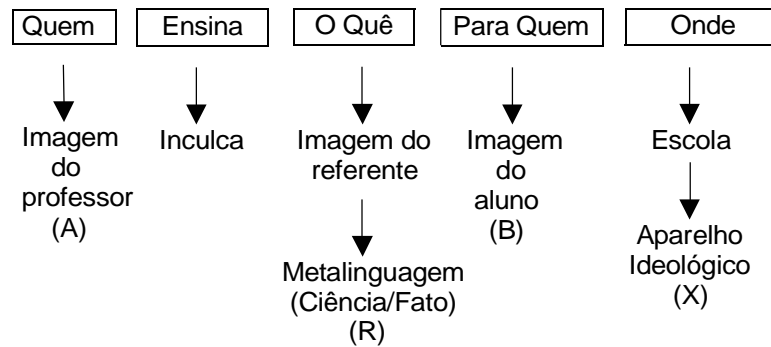 Quem
Ensina
O Quê
Para Quem
Onde
Imagem
do
professor
(A)
Inculca
Imagem do
referente
Metalinguagem
(Ciência/Fato)
(R)
Imagem
do
aluno
(B)
Escola
Aparelho
Ideológico
(X)